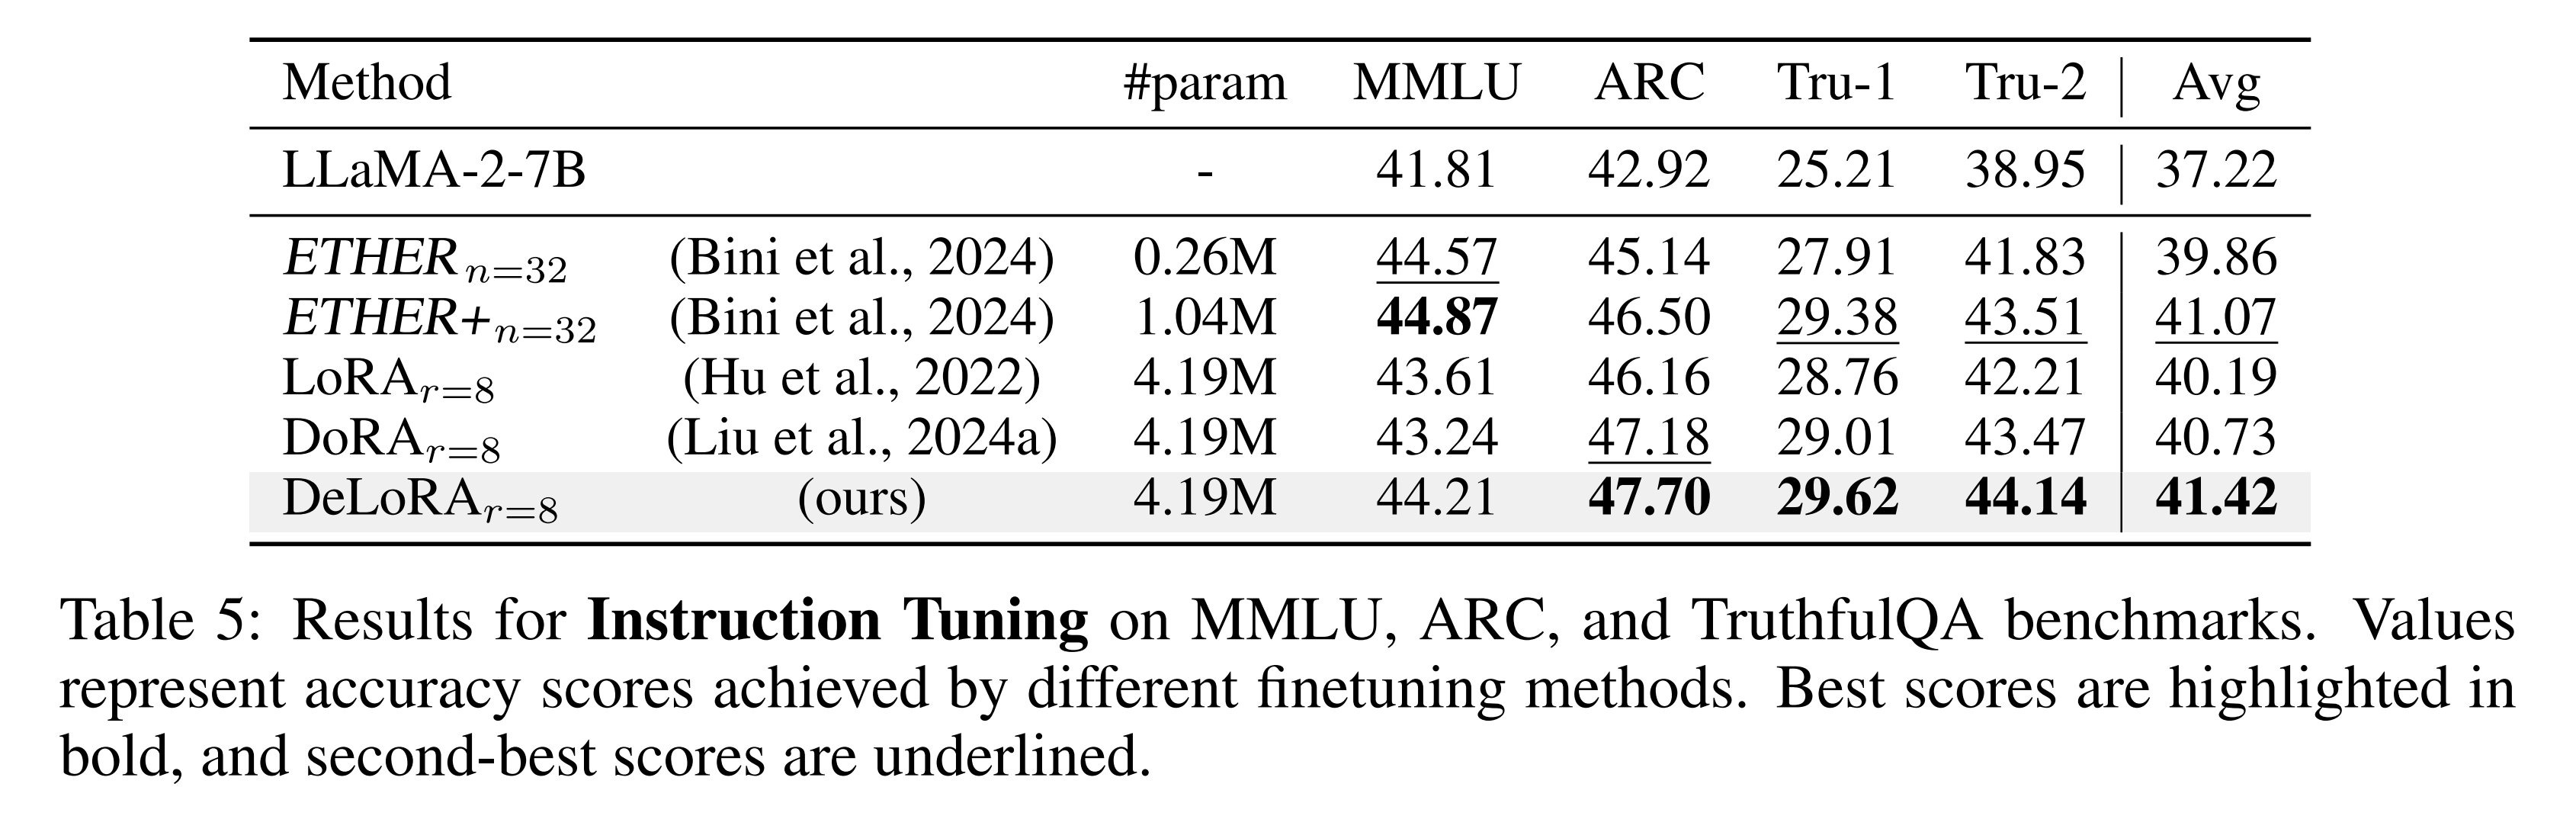 Method #param MMLU ARC Tru-1 Tru-2 Avg
LLaMA-2-7B - 41.81 42.92 25.21 38.95 37.22
ETHER n=32 (Bini et al., 2024) 0.26M 44.57 45.14 27.91 41.83 39.86
ETHER+ n=32 (Bini et al., 2024) 1.04M 44.87 46.50 29.38 43.51 41.07
LoRA r=8 (Hu et al., 2022) 4.19M 43.61 46.16 28.76 42.21 40.19
DoRA r=8 (Liu et al., 2024a) 4.19M 43.24 47.18 29.01 43.47 40.73
DeLoRA r=8 (ours) 4.19M 44.21 47.70 29.62 44.14 41.42
Table 5: Results for Instruction Tuning on MMLU, ARC, and TruthfulQA benchmarks. Values
represent accuracy scores achieved by different finetuning methods. Best scores are highlighted in
bold, and second-best scores are underlined.